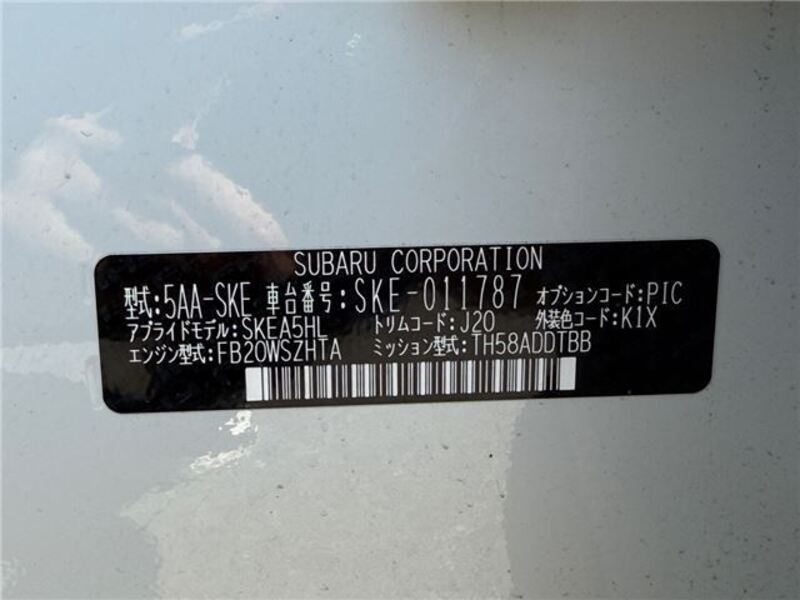 SUBARU CORPORATION
型式:5AA-SKE 車台番号:SKE-011787 オプションコード:PIC
アプライドモデル:SKEA5HL トリムコード:J20 外装色コード:K1X
エンジン型式:FB20WSZHTA ミッション型式:TH58ADDTBB